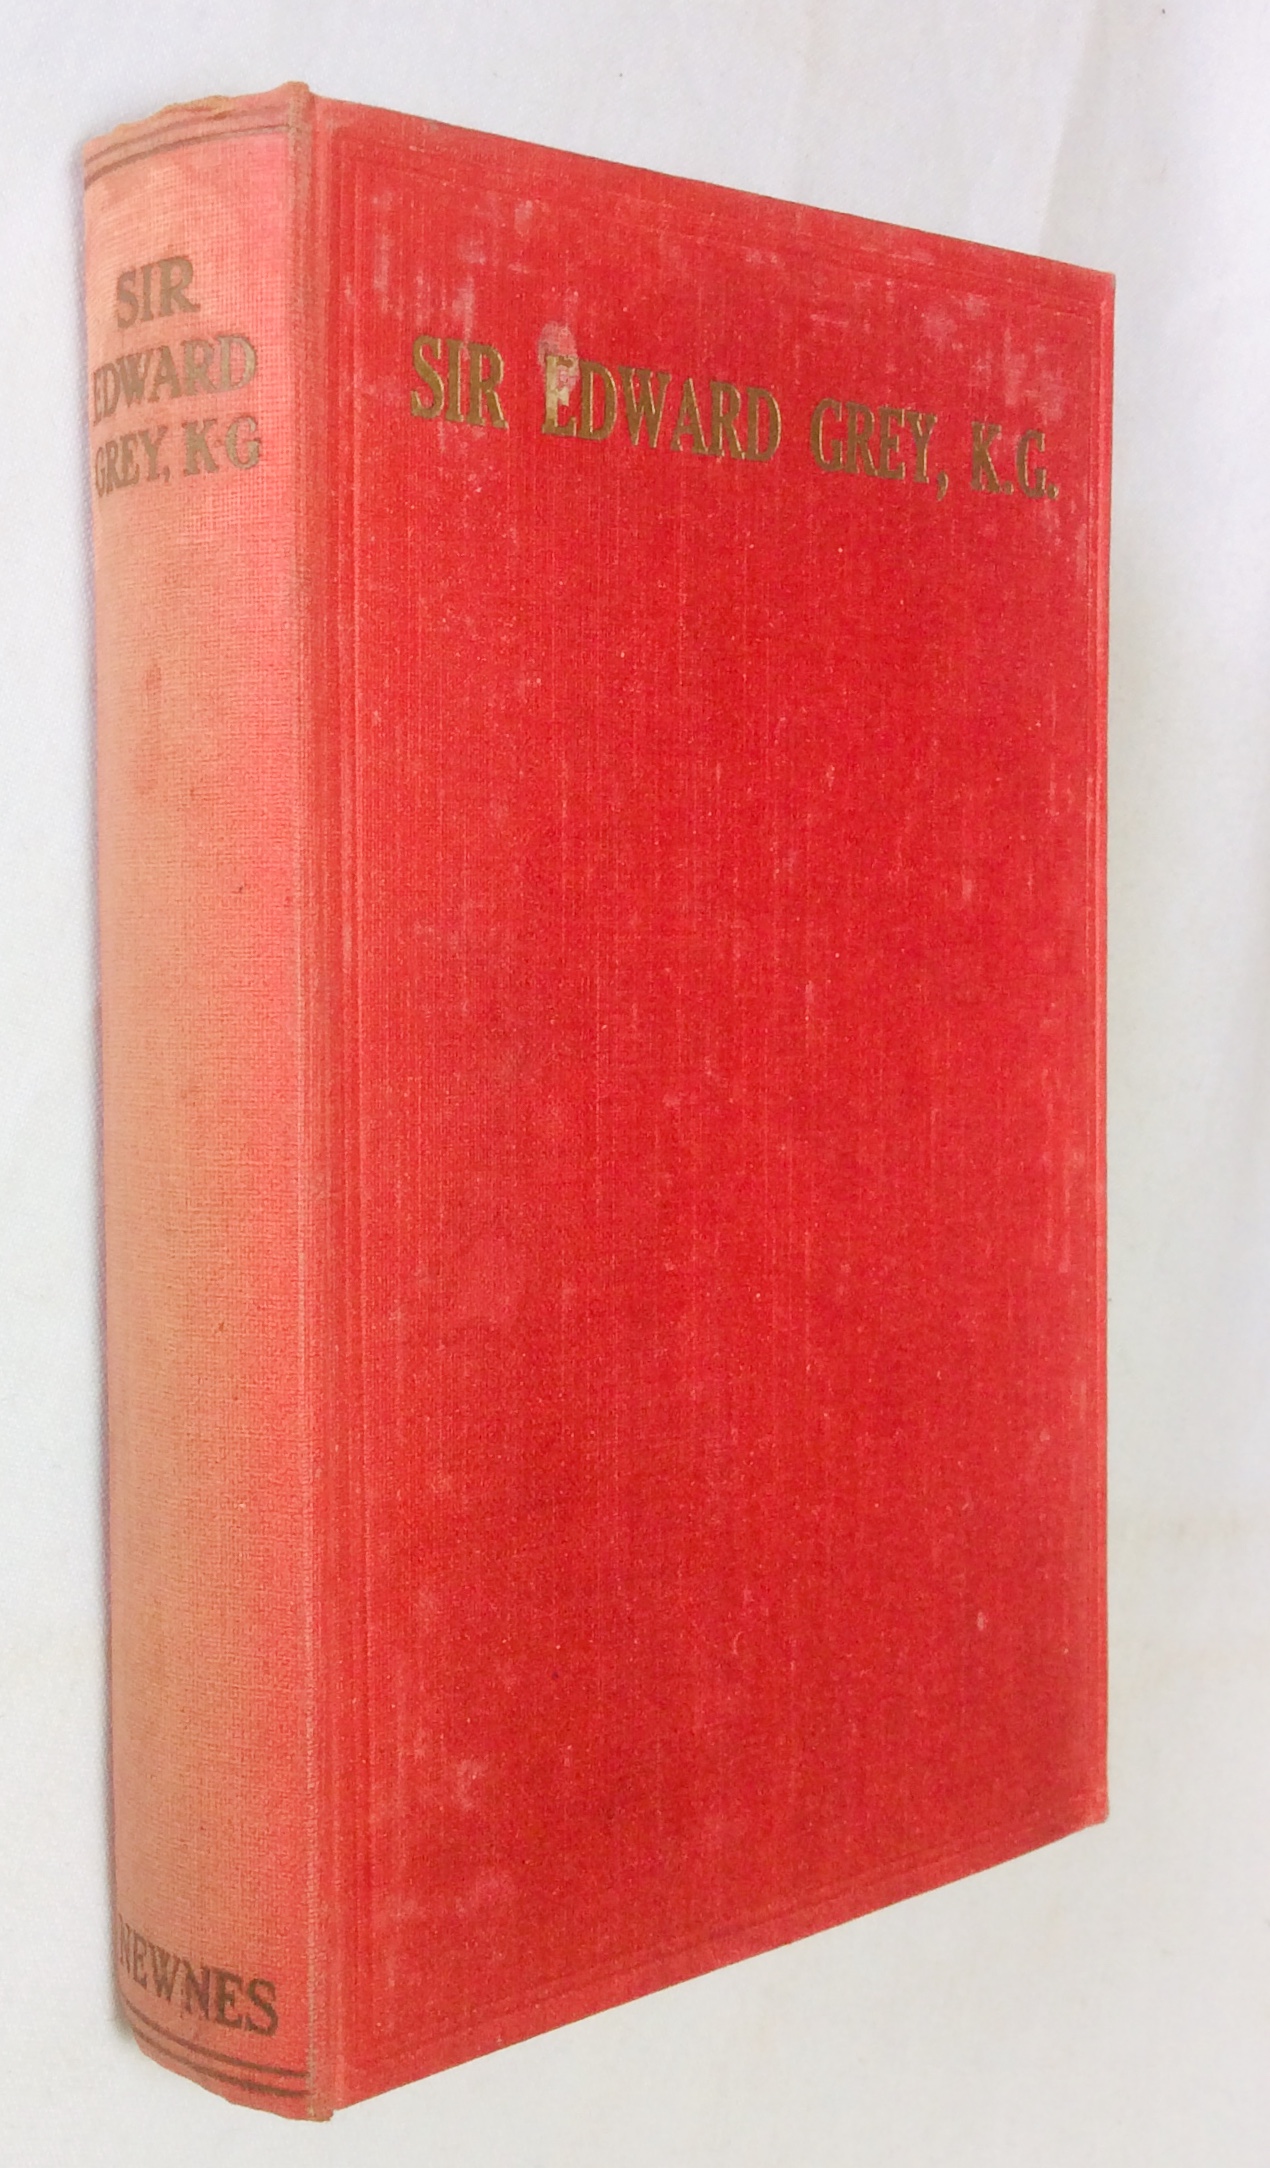 SIR
EDWARD
GREY, K·G
NEWNES
SIR EDWARD GREY, K.G.